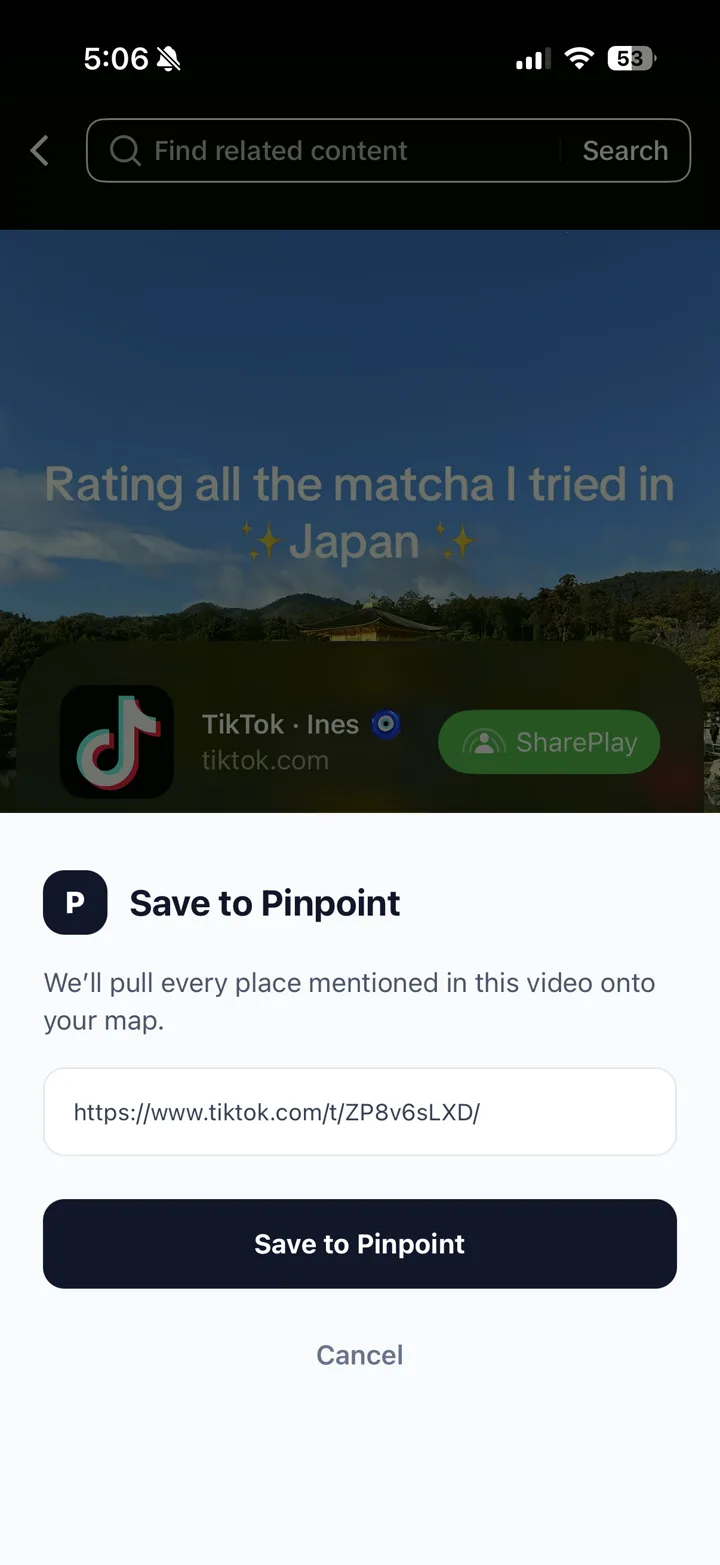 5:06
53
Find related content
Search
Rating all the matcha I tried in
✨Japan ✨
TikTok · Ines 🧿
tiktok.com
SharePlay
P
Save to Pinpoint
We’ll pull every place mentioned in this video onto
your map.
https://www.tiktok.com/t/ZP8v6sLXD/
Save to Pinpoint
Cancel